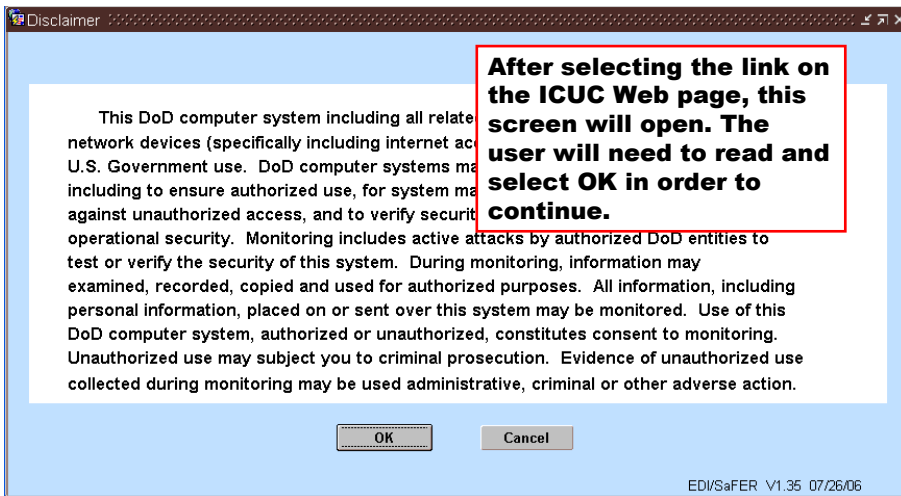 Disclaimer
After selecting the link on
the ICUC Web page, this
screen will open. The
user will need to read and
select OK in order to
continue.
This DoD computer system including all relate
network devices (specifically including internet ac
U.S. Government use. DoD computer systems ma
including to ensure authorized use, for system ma
against unauthorized access, and to verify securit
operational security. Monitoring includes active attacks by authorized DoD entities to
test or verify the security of this system. During monitoring, information may
examined, recorded, copied and used for authorized purposes. All information, including
personal information, placed on or sent over this system may be monitored. Use of this
DoD computer system, authorized or unauthorized, constitutes consent to monitoring.
Unauthorized use may subject you to criminal prosecution. Evidence of unauthorized use
collected during monitoring may be used administrative, criminal or other adverse action.
OK Cancel
EDI/SaFER V1.35 07/26/06